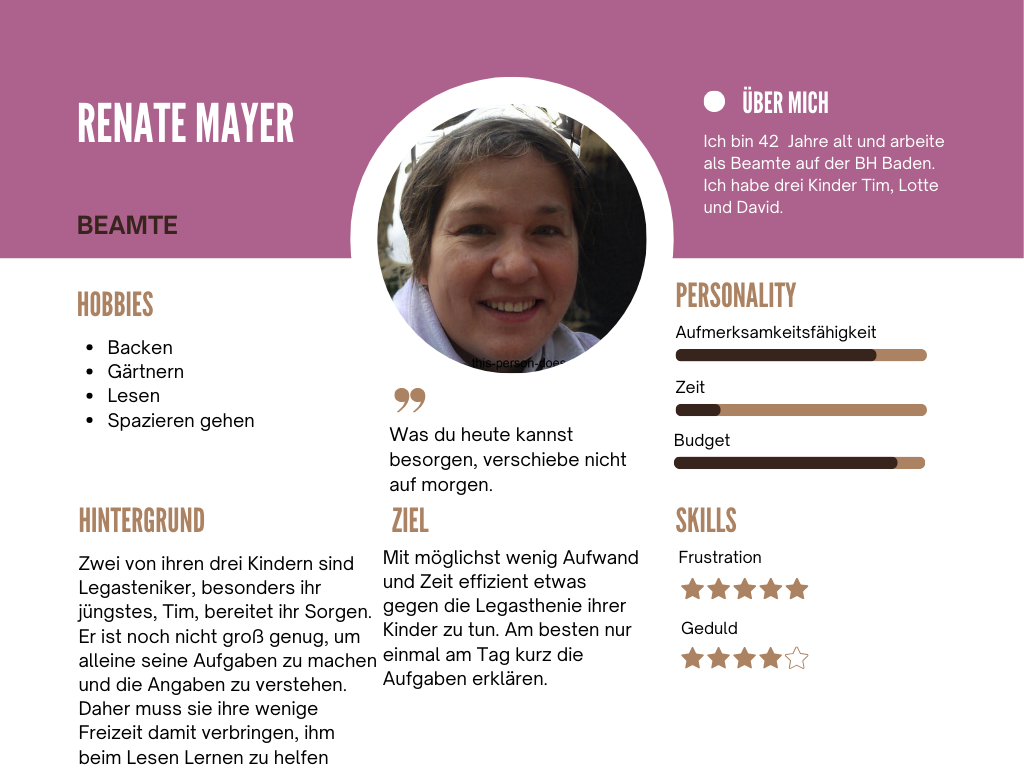 RENATE MAYER
BEAMTE
ÜBER MICH
Ich bin 42 Jahre alt und arbeite
als Beamte auf der BH Baden.
Ich habe drei Kinder Tim, Lotte
und David.
HOBBIES
Backen
Gärtnern
Lesen
Spazieren gehen
his-person-does
”
Was du heute kannst
besorgen, verschiebe nicht
auf morgen.
PERSONALITY
Aufmerksamkeitsfähigkeit
Zeit
Budget
HINTERGRUND
Zwei von ihren drei Kindern sind
Legasteniker, besonders ihr
jüngstes, Tim, bereitet ihr Sorgen.
Er ist noch nicht groß genug, um
alleine seine Aufgaben zu machen
und die Angaben zu verstehen.
Daher muss sie ihre wenige
Freizeit damit verbringen, ihm
beim Lesen Lernen zu helfen
ZIEL
Mit möglichst wenig Aufwand
und Zeit effizient etwas
gegen die Legasthenie ihrer
Kinder zu tun. Am besten nur
einmal am Tag kurz die
Aufgaben erklären.
SKILLS
Frustration
Geduld